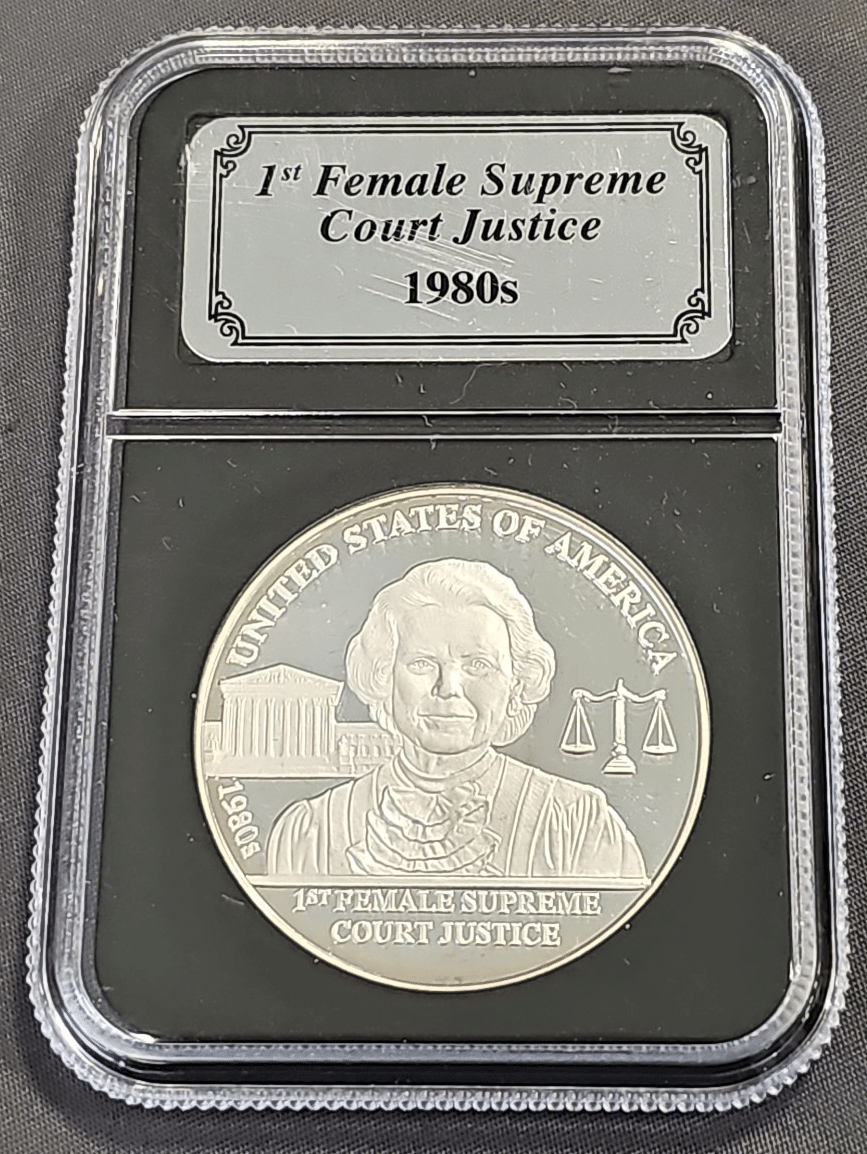 1st Female Supreme
Court Justice
1980s
UNITED STATES OF AMERICA
1980s
1ST FEMALE SUPREME
COURT JUSTICE